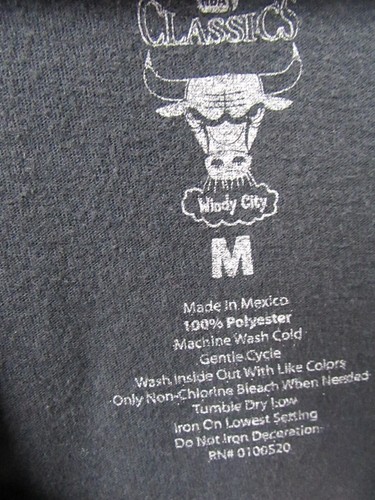 CLASSICS
Windy City
M
Made In Mexico
100% Polyester
Machine Wash Cold
Gentle Cycle
Wash Inside Out With Like Colors
Only Non-Chlorine Bleach When Needed
Tumble Dry Low
Iron On Lowest Setting
Do Not Iron Decoration
RN# 0100520